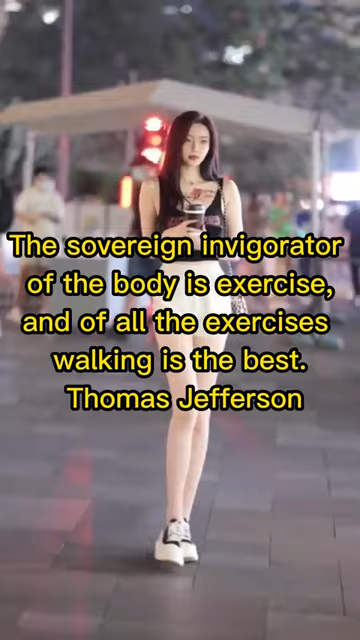 The sovereign invigorator
of the body is exercise,
and of all the exercises
walking is the best.
Thomas Jefferson